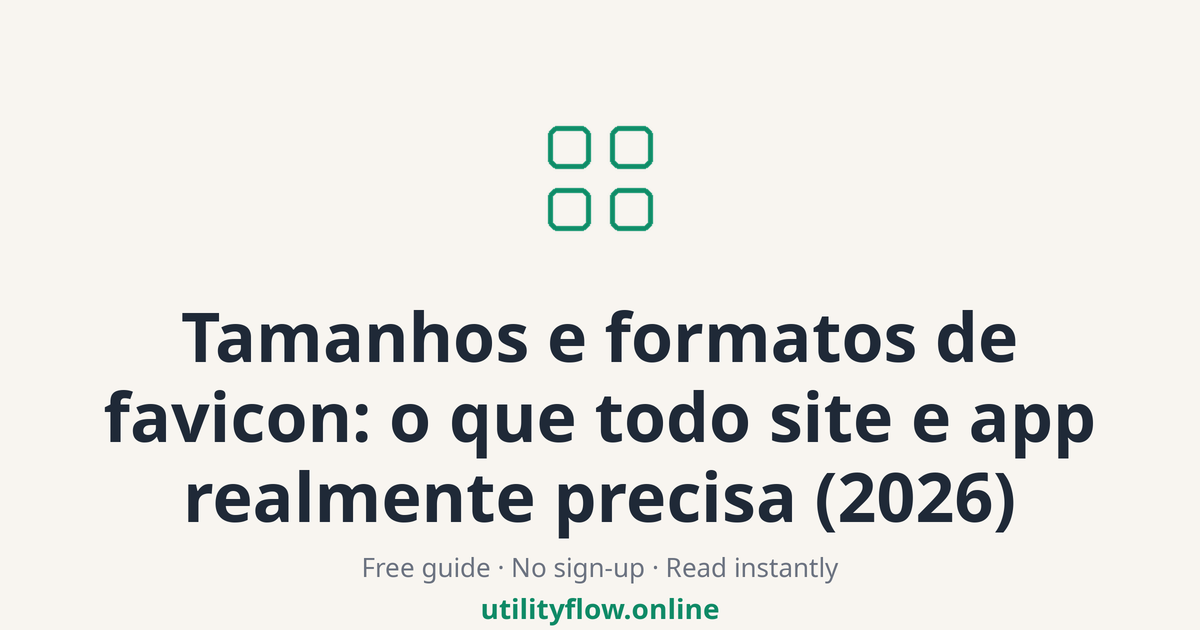 Tamanhos e formatos de
favicon: o que todo site e app
realmente precisa (2026)
Free guide · No sign-up · Read instantly
utilityflow.online